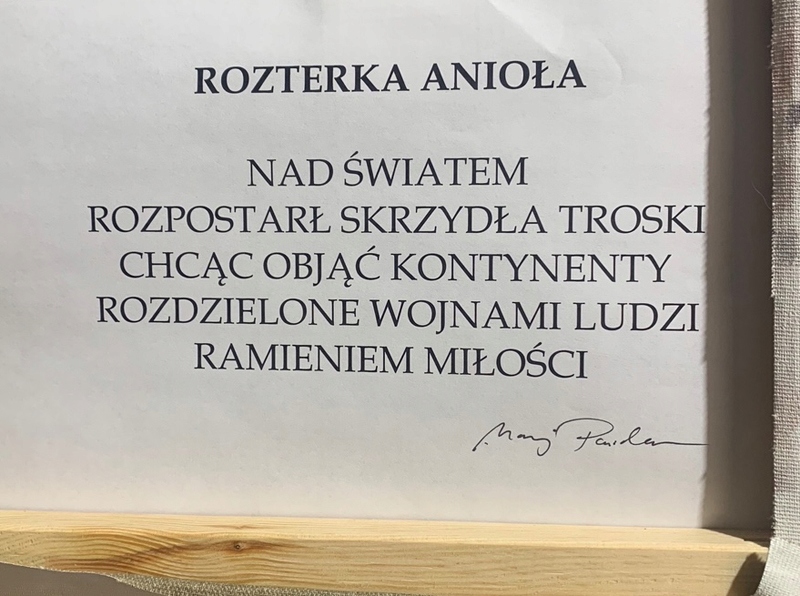 ROZTERKA ANIOŁA
NAD ŚWIATEM
ROZPOSTARŁ SKRZYDŁA TROSKI
CHCĄC OBJĄĆ KONTYNENTY
ROZDZIELONE WOJNAMI LUDZI
RAMIENIEM MIŁOŚCI